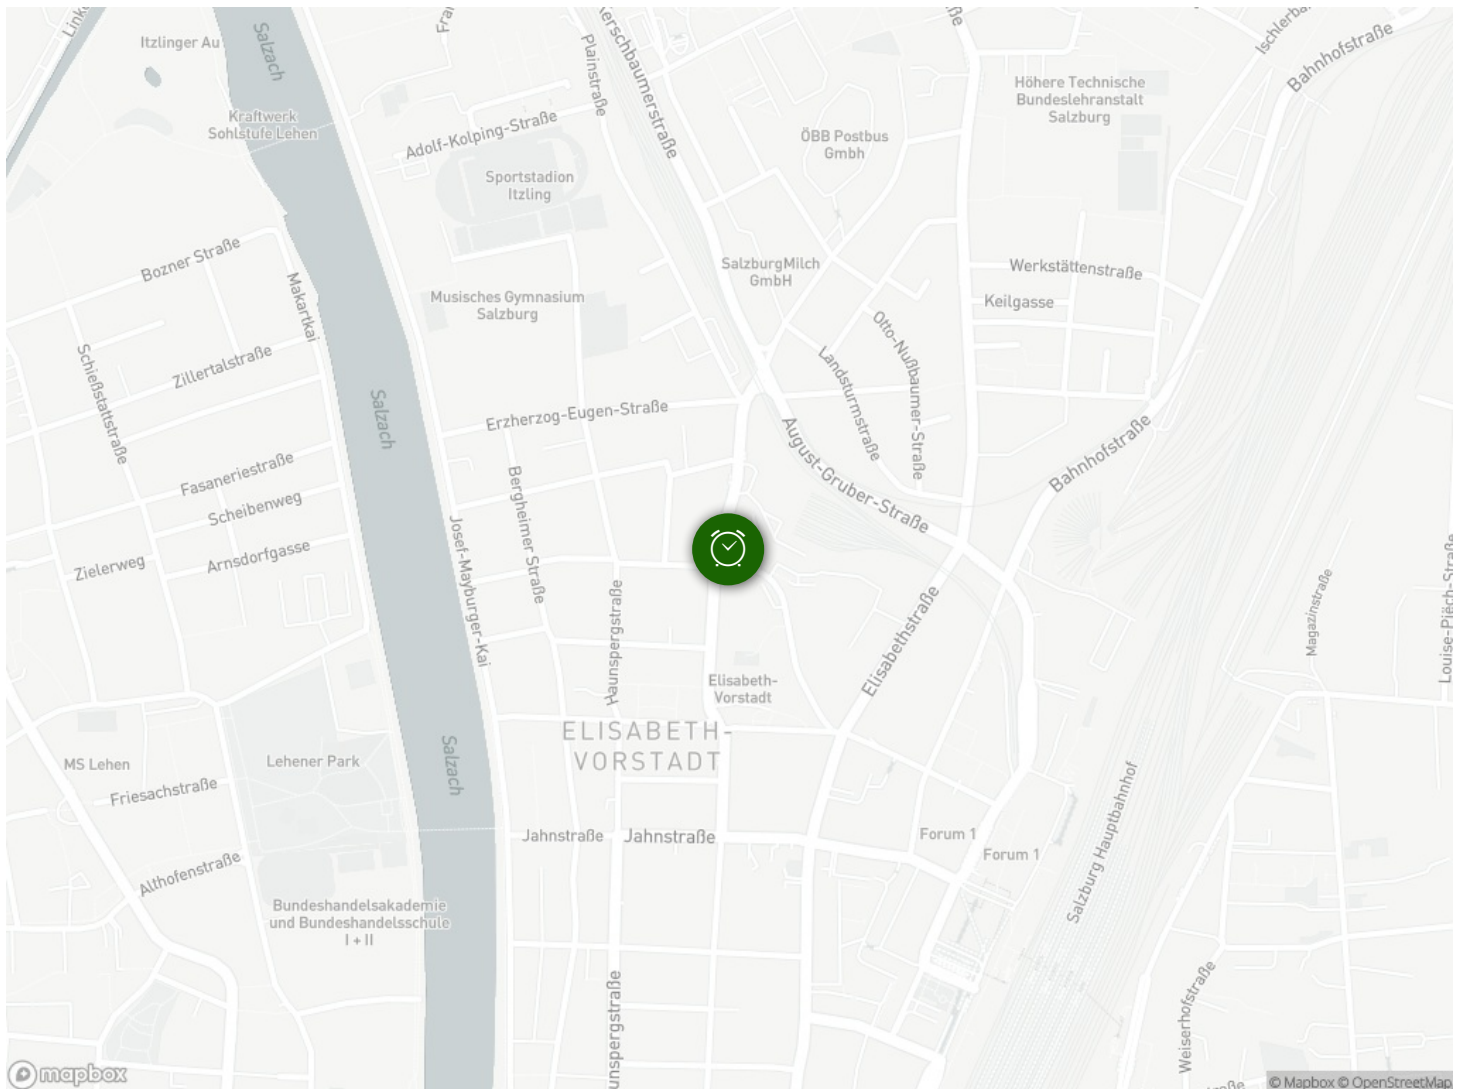 Itzlinger Au
Salzach
Plainstraße
Kerschbaumerstraße
Ischlerba
Bahnhofstraße
Höhere Technische
Bundeslehranstalt
Salzburg
Kraftwerk
Sohlstufe Lehen
Adolf-Kolping-Straße
ÖBB Postbus
Gmbh
Sportstadion
Itzling
Bozner Straße
SalzburgMilch
GmbH
Werkstättenstraße
Keilgasse
Makartkai
Musisches Gymnasium
Salzburg
Otto-Nußbaumer-Straße
Landsturmstraße
Schießstattstraße
Zillertalstraße
Salzach
Erzherzog-Eugen-Straße
August-Gruber-Straße
Bahnhofstraße
Fasaneriestraße
Scheibenweg
Bergheimer Straße
Josef-Mayburger-Kai
Arnsdorfgasse
Zielerweg
Haunspergstraße
Elisabethstraße
Magazinstraße
Louise-Piëch-Straße
Elisabeth-
Vorstadt
ELISABETH-
VORSTADT
Salzach
MS Lehen
Lehener Park
Friesachstraße
Jahnstraße
Jahnstraße
Forum 1
Forum 1
Salzburg Hauptbahnhof
Althofenstraße
Bundeshandelsakademie
und Bundeshandelsschule
I + II
unspergstraße
Weiserhofstraße
mapbox
© Mapbox © OpenStreetMap